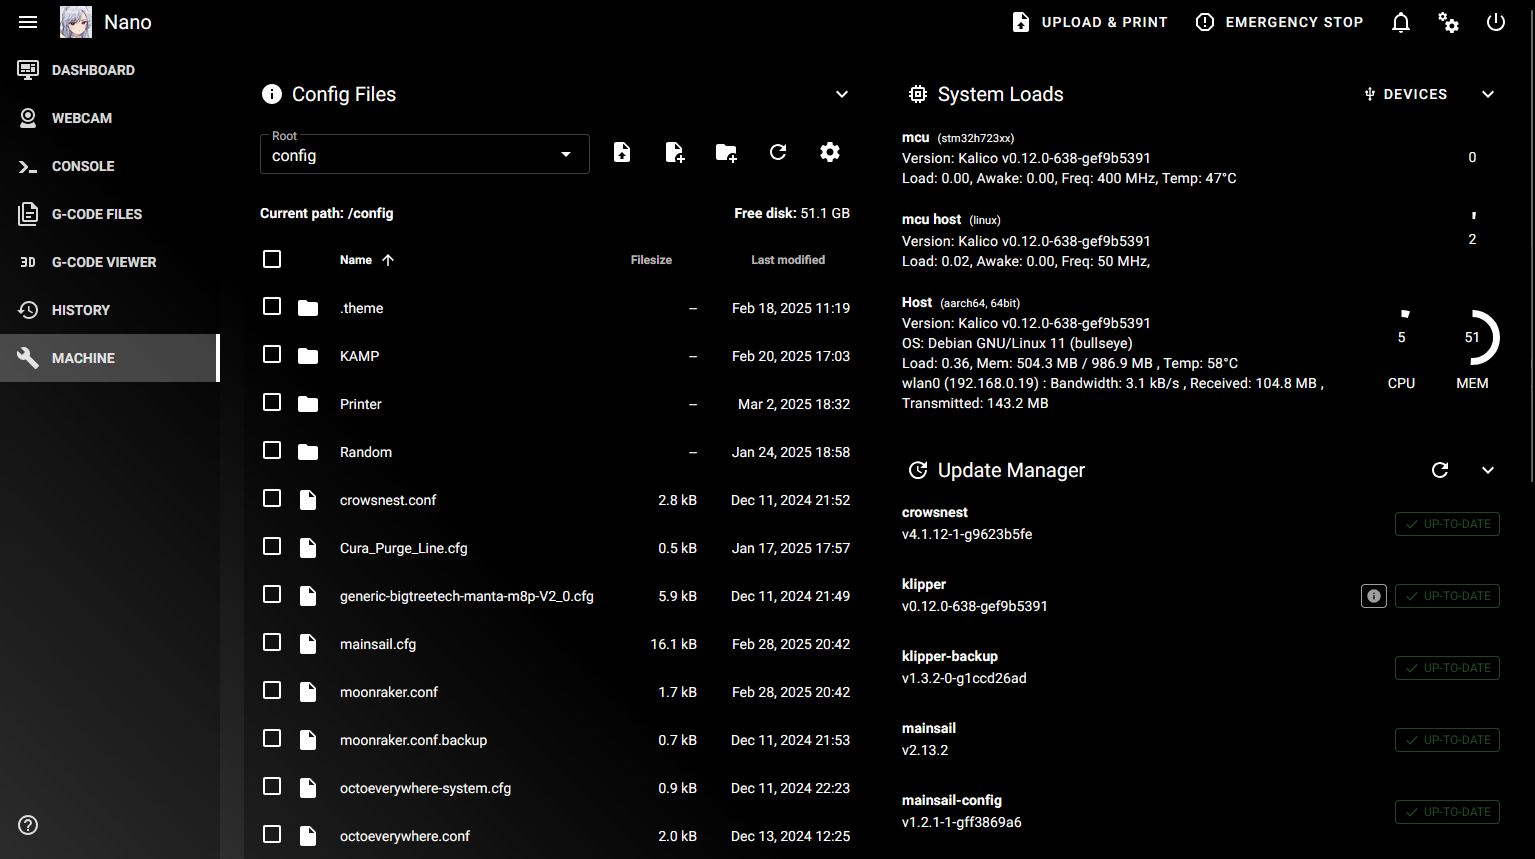 Nano
UPLOAD & PRINT
EMERGENCY STOP
DASHBOARD
WEBCAM
CONSOLE
G-CODE FILES
3D G-CODE VIEWER
HISTORY
MACHINE
Config Files
Root
config
Current path: /config
Free disk: 51.1 GB
Name Filesize Last modified
.theme – Feb 18, 2025 11:19
KAMP – Feb 20, 2025 17:03
Printer – Mar 2, 2025 18:32
Random – Jan 24, 2025 18:58
crowsnest.conf 2.8 kB Dec 11, 2024 21:52
Cura_Purge_Line.cfg 0.5 kB Jan 17, 2025 17:57
generic-bigtreetech-manta-m8p-V2_0.cfg 5.9 kB Dec 11, 2024 21:49
mainsail.cfg 16.1 kB Feb 28, 2025 20:42
moonraker.conf 1.7 kB Feb 28, 2025 20:42
moonraker.conf.backup 0.7 kB Dec 11, 2024 21:53
octoeverywhere-system.cfg 0.9 kB Dec 11, 2024 22:23
octoeverywhere.conf 2.0 kB Dec 13, 2024 12:25
System Loads
DEVICES
mcu (stm32h723xx)
Version: Kalico v0.12.0-638-gef9b5391
Load: 0.00, Awake: 0.00, Freq: 400 MHz, Temp: 47°C
0
mcu host (linux)
Version: Kalico v0.12.0-638-gef9b5391
Load: 0.02, Awake: 0.00, Freq: 50 MHz,
2
Host (aarch64, 64bit)
Version: Kalico v0.12.0-638-gef9b5391
OS: Debian GNU/Linux 11 (bullseye)
Load: 0.36, Mem: 504.3 MB / 986.9 MB , Temp: 58°C
wlan0 (192.168.0.19) : Bandwidth: 3.1 kB/s , Received: 104.8 MB ,
Transmitted: 143.2 MB
5
CPU
51
MEM
Update Manager
crowsnest
v4.1.12-1-g9623b5fe
UP-TO-DATE
klipper
v0.12.0-638-gef9b5391
UP-TO-DATE
klipper-backup
v1.3.2-0-g1ccd26ad
UP-TO-DATE
mainsail
v2.13.2
UP-TO-DATE
mainsail-config
v1.2.1-1-gff3869a6
UP-TO-DATE